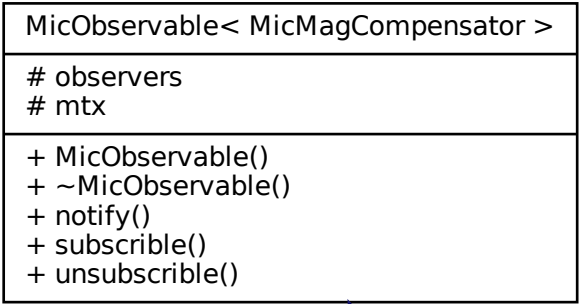 MicObservable< MicMagCompensator >
# observers
# mtx
+ MicObservable()
+ ~MicObservable()
+ notify()
+ subscrible()
+ unsubscrible()